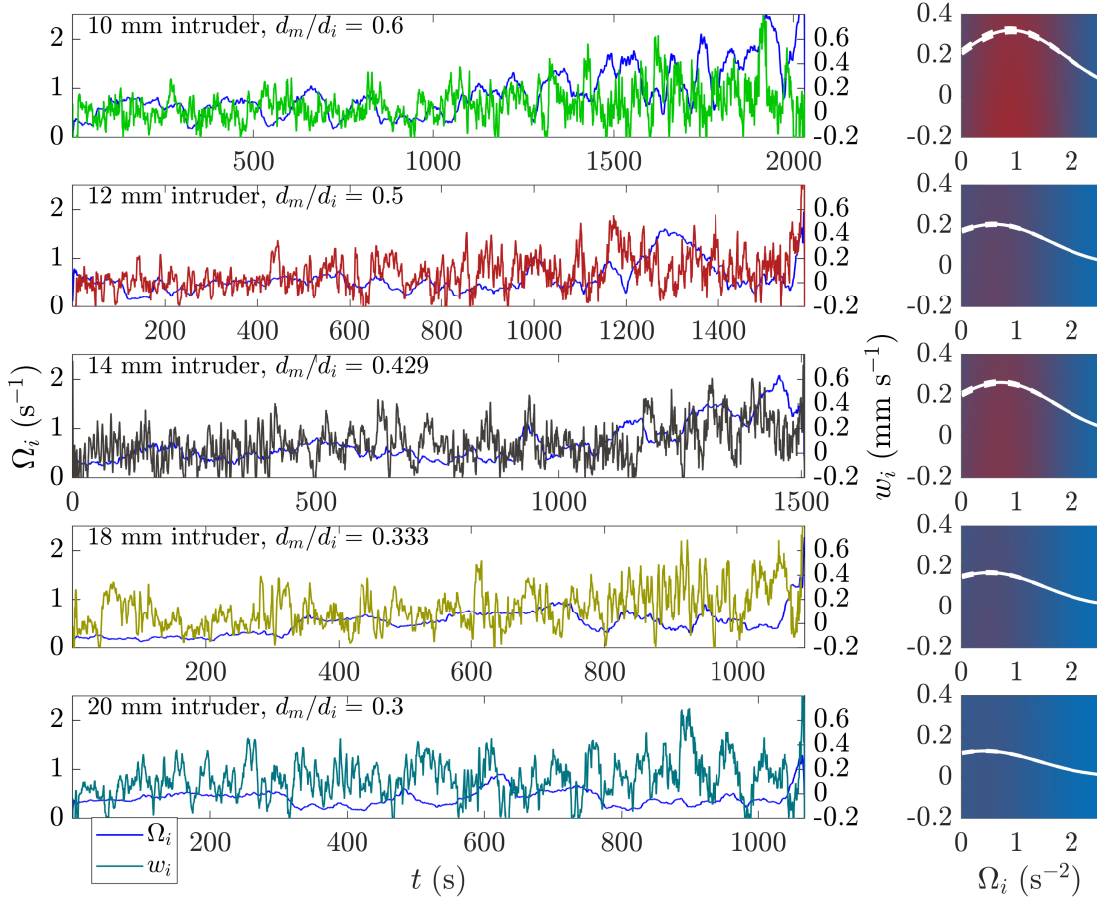 10 mm intruder, d_m/d_i = 0.6
2
1
0
0.6
0.4
0.2
0
-0.2
500 1000 1500 2000
0.4
0.2
0
-0.2
0 1 2
12 mm intruder, d_m/d_i = 0.5
2
1
0
0.6
0.4
0.2
0
-0.2
200 400 600 800 1000 1200 1400
0.4
0.2
0
-0.2
0 1 2
14 mm intruder, d_m/d_i = 0.429
2
1
0
0.6
0.4
0.2
0
-0.2
0 500 1000 1500
0.4
0.2
0
-0.2
0 1 2
Ω_i (s⁻¹)
w_i (mm s⁻¹)
18 mm intruder, d_m/d_i = 0.333
2
1
0
0.6
0.4
0.2
0
-0.2
200 400 600 800 1000
0.4
0.2
0
-0.2
0 1 2
20 mm intruder, d_m/d_i = 0.3
2
1
0
0.6
0.4
0.2
0
-0.2
200 400 600 800 1000
0.4
0.2
0
-0.2
0 1 2
Ω_i
w_i
t (s)
Ω_i (s⁻²)